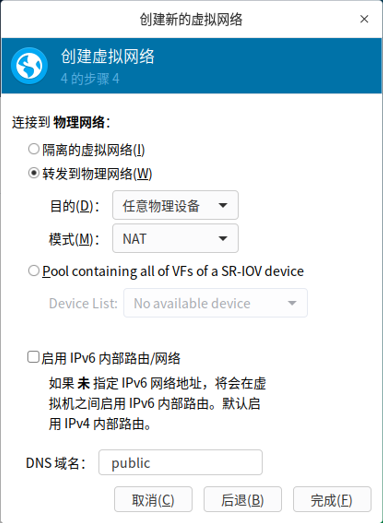 创建新的虚拟网络
×
创建虚拟网络
4 的步骤 4
连接到 物理网络：
隔离的虚拟网络(I)
转发到物理网络(W)
目的(D)： 任意物理设备
模式(M)： NAT
Pool containing all of VFs of a SR-IOV device
Device List: No available device
启用 IPv6 内部路由/网络
如果 未 指定 IPv6 网络地址，将会在虚
拟机之间启用 IPv6 内部路由。默认启
用 IPv4 内部路由。
DNS 域名： public
取消(C) 后退(B) 完成(F)